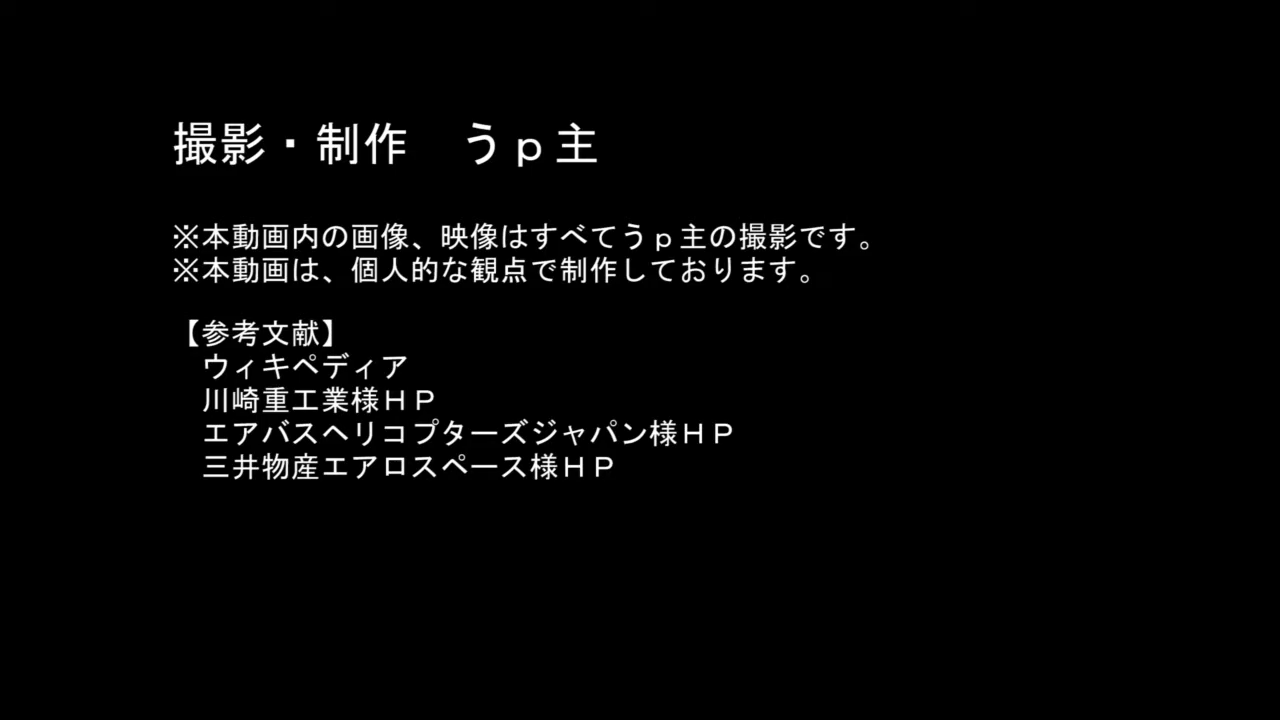 撮影・制作　うｐ主
※本動画内の画像、映像はすべてうｐ主の撮影です。
※本動画は、個人的な観点で制作しております。
【参考文献】
ウィキペディア
川崎重工業様ＨＰ
エアバスヘリコプターズジャパン様ＨＰ
三井物産エアロスペース様ＨＰ